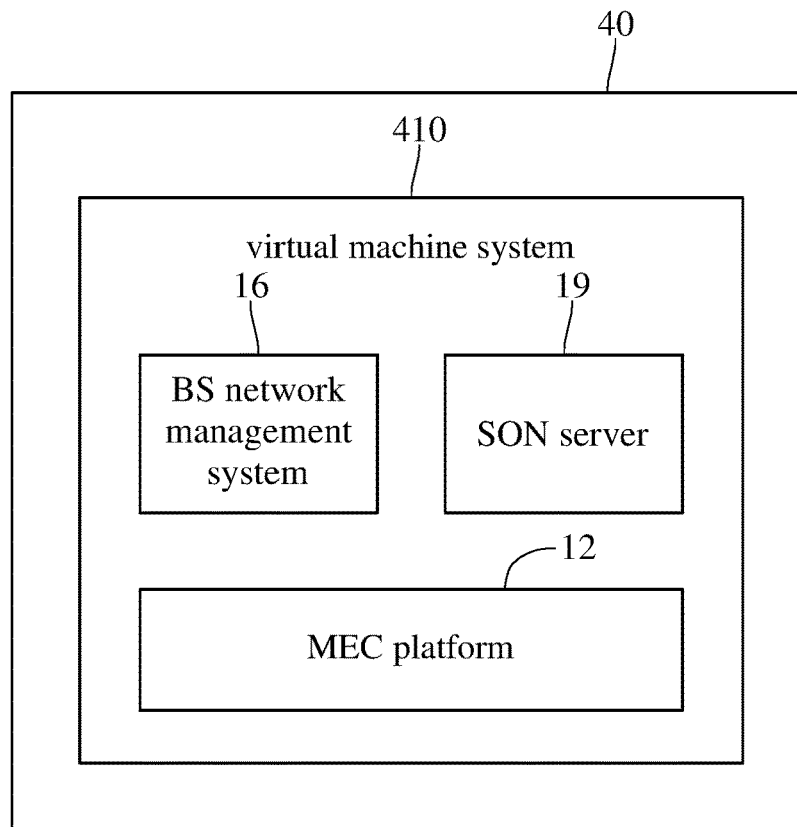 40
410
virtual machine system
16
19
BS network
management
system
SON server
12
MEC platform